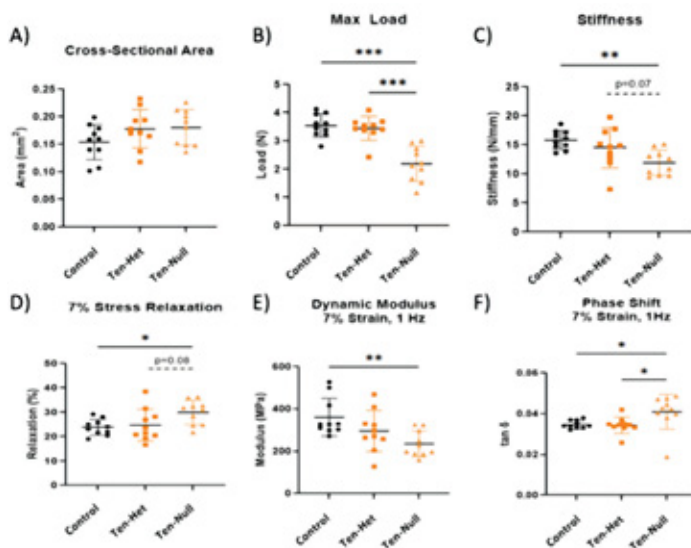 A)
Cross-Sectional Area
Area (mm²)
0.25
0.20
0.15
0.10
0.05
0.00
Control
Ten-Het
Ten-Null
B)
Max Load
***
***
Load (N)
5
4
3
2
1
0
Control
Ten-Het
Ten-Null
C)
Stiffness
**
p=0.07
Stiffness (N/mm)
20
15
10
5
0
Control
Ten-Het
Ten-Null
D)
7% Stress Relaxation
*
p=0.08
Relaxation (%)
50
40
30
20
10
0
Control
Ten-Het
Ten-Null
E)
Dynamic Modulus
7% Strain, 1 Hz
**
Modulus (MPa)
600
400
200
0
Control
Ten-Het
Ten-Null
F)
Phase Shift
7% Strain, 1Hz
*
*
tan δ
0.06
0.04
0.02
0.00
Control
Ten-Het
Ten-Null